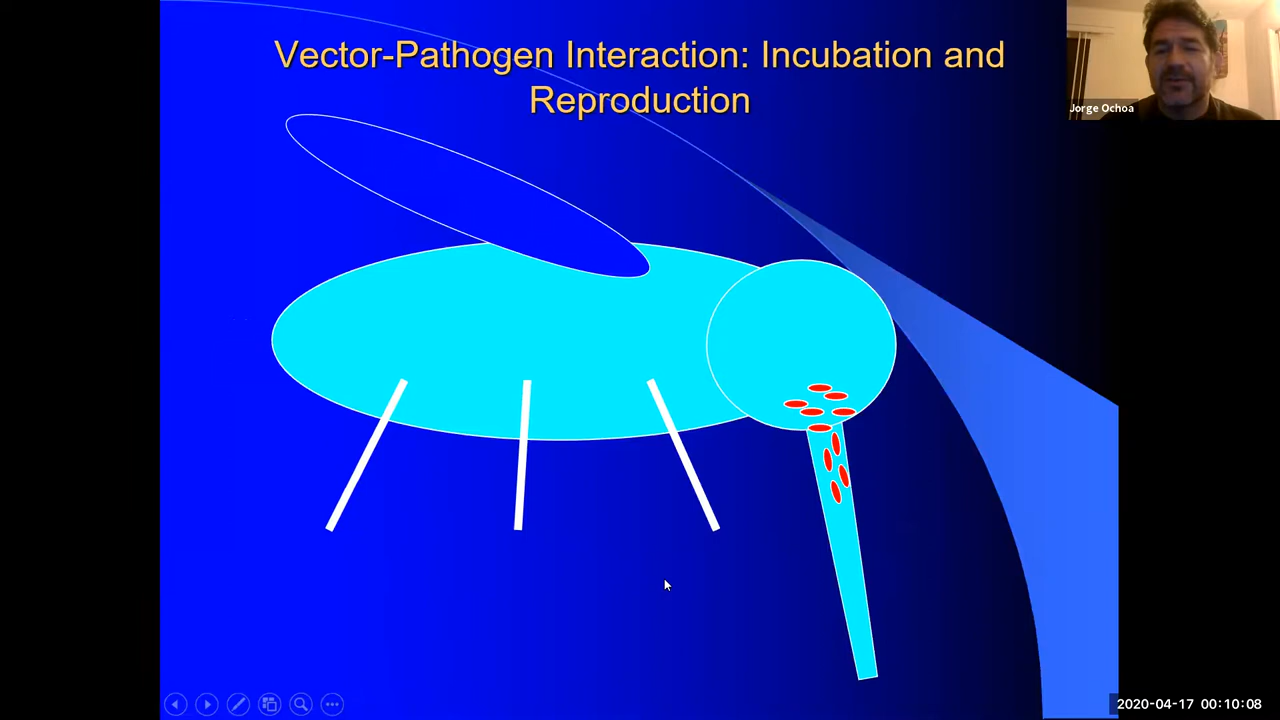 Vector-Pathogen Interaction: Incubation and
Reproduction
Jorge Ochoa
2020-04-17 00:10:08